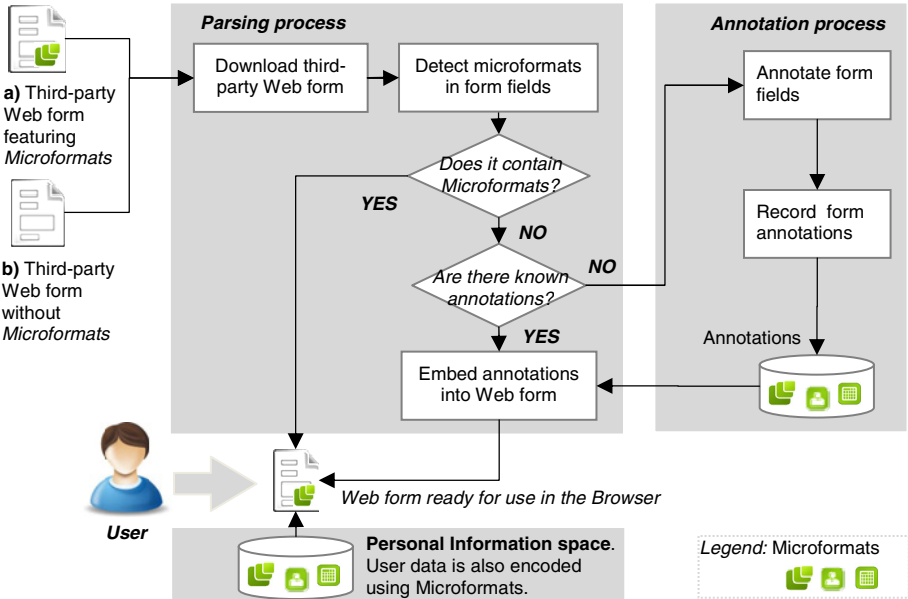 Parsing process
Annotation process
a) Third-party
Web form
featuring
Microformats
b) Third-party
Web form
without
Microformats
Download third-
party Web form
Detect microformats
in form fields
Does it contain
Microformats?
YES
NO
Are there known
annotations?
NO
YES
Embed annotations
into Web form
Annotate form
fields
Record form
annotations
Annotations
User
Web form ready for use in the Browser
Personal Information space.
User data is also encoded
using Microformats.
Legend: Microformats